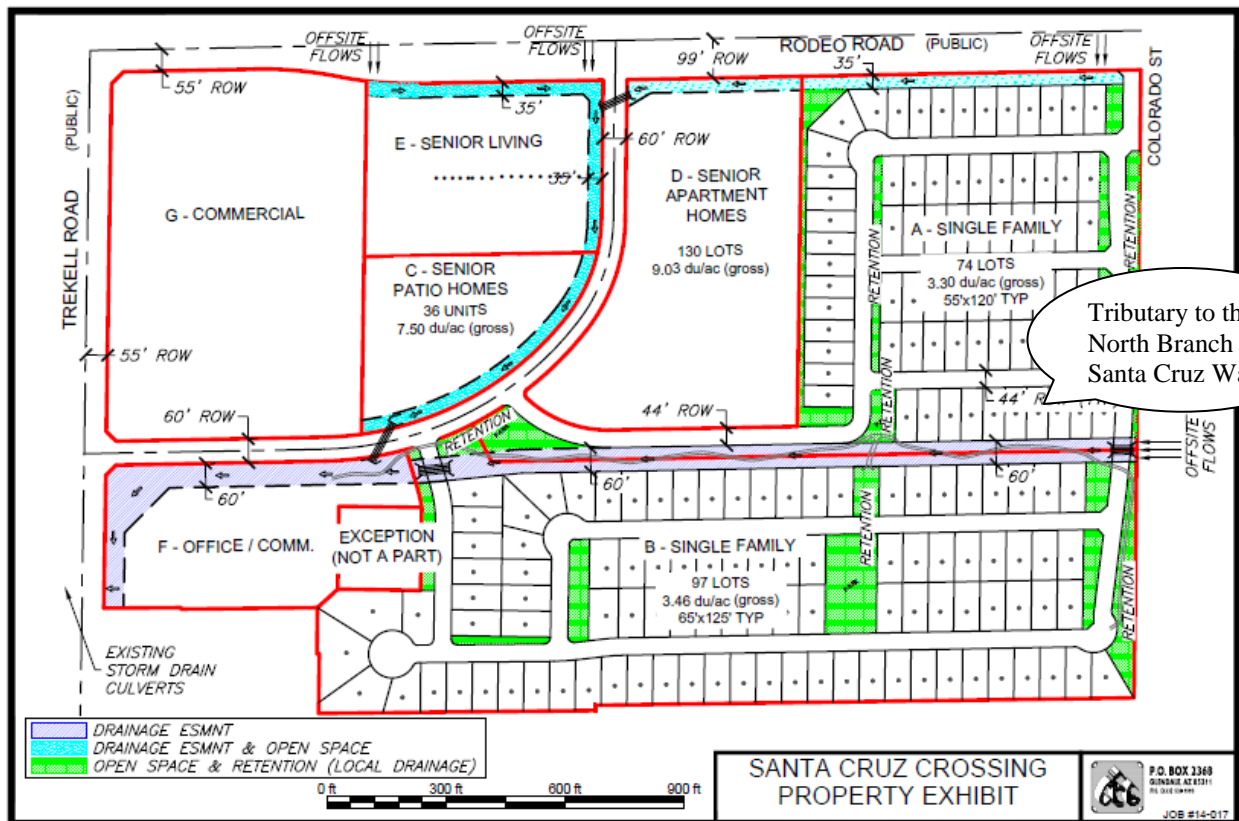 OFFSITE
FLOWS
OFFSITE
FLOWS
RODEO ROAD (PUBLIC)
OFFSITE
FLOWS
99' ROW
35'
55' ROW
COLORADO ST
TREKELL ROAD (PUBLIC)
35'
E - SENIOR LIVING
35'
60' ROW
D - SENIOR
APARTMENT
HOMES
130 LOTS
9.03 du/ac (gross)
G - COMMERCIAL
A - SINGLE FAMILY
74 LOTS
3.30 du/ac (gross)
55'x120' TYP
RETENTION
RETENTION
C - SENIOR
PATIO HOMES
36 UNITS
7.50 du/ac (gross)
Tributary to th
North Branch
Santa Cruz Wa
55' ROW
60' ROW
44' ROW
44'
RETENTION
RETENTION
OFFSITE
FLOWS
60'
60'
60'
F - OFFICE / COMM.
EXCEPTION
(NOT A PART)
B - SINGLE FAMILY
97 LOTS
3.46 du/ac (gross)
65'x125' TYP
RETENTION
RETENTION
EXISTING
STORM DRAIN
CULVERTS
DRAINAGE ESMNT
DRAINAGE ESMNT & OPEN SPACE
OPEN SPACE & RETENTION (LOCAL DRAINAGE)
0 ft 300 ft 600 ft 900 ft
SANTA CRUZ CROSSING
PROPERTY EXHIBIT
P.O. BOX 2368
GLENDALE, AZ 85311
JOB #14-017